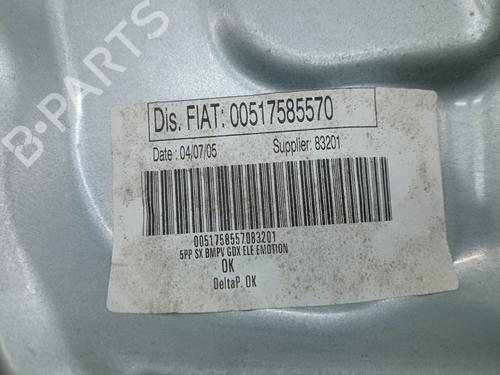 B-PARTS
Dis. FIAT: 00517585570
Date : 04/07/05 Supplier: 83201
0051758557083201
5PP SX BMPV GDX ELE EMOTION
OK
DeltaP. OK